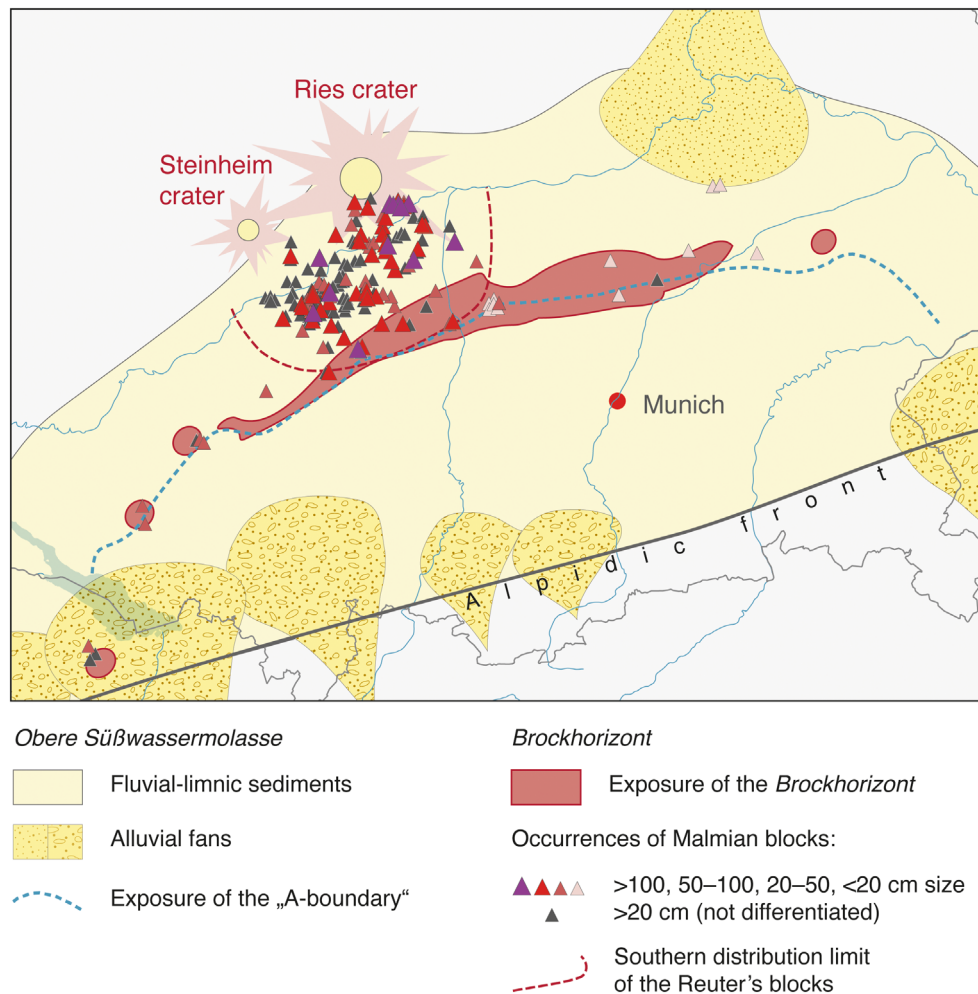 Ries crater
Steinheim
crater
Munich
Alpidic front
Obere Süßwassermolasse
Fluvial-limnic sediments
Alluvial fans
Exposure of the „A-boundary“
Brockhorizont
Exposure of the Brockhorizont
Occurrences of Malmian blocks:
>100, 50–100, 20–50, <20 cm size
>20 cm (not differentiated)
Southern distribution limit
of the Reuter’s blocks